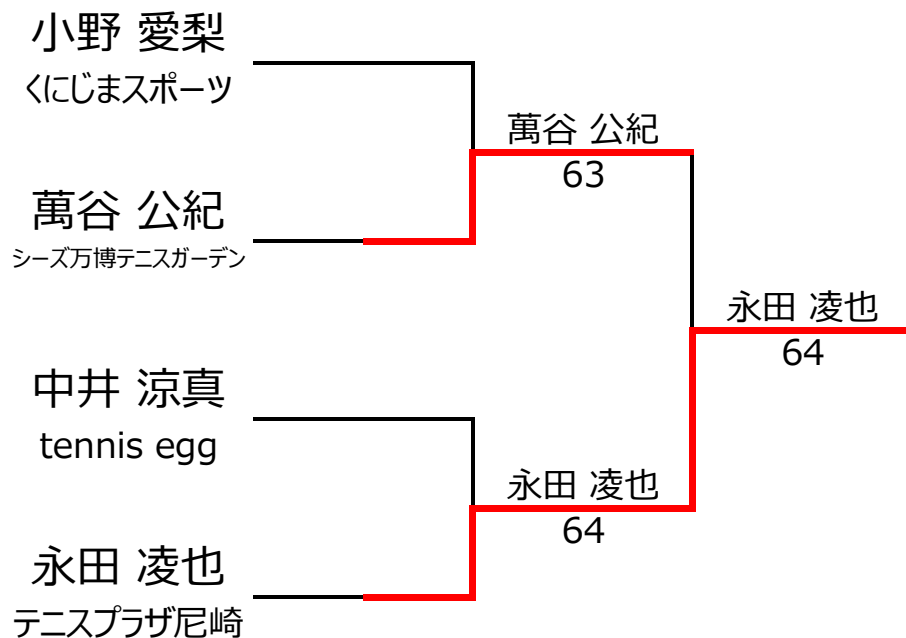 小野 愛梨
くにじまスポーツ
萬谷 公紀
63
萬谷 公紀
シーズ万博テニスガーデン
永田 凌也
64
中井 涼真
tennis egg
永田 凌也
64
永田 凌也
テニスプラザ尼崎